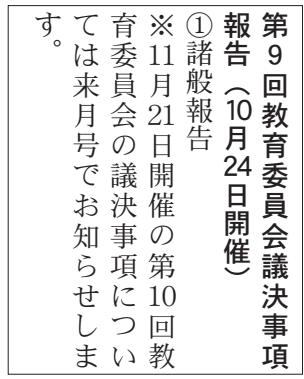 第9回教育委員会議決事項
報告（10月24日開催）
①諸般報告
※11月21日開催の第10回教
育委員会の議決事項につい
ては来月号でお知らせしま
す。